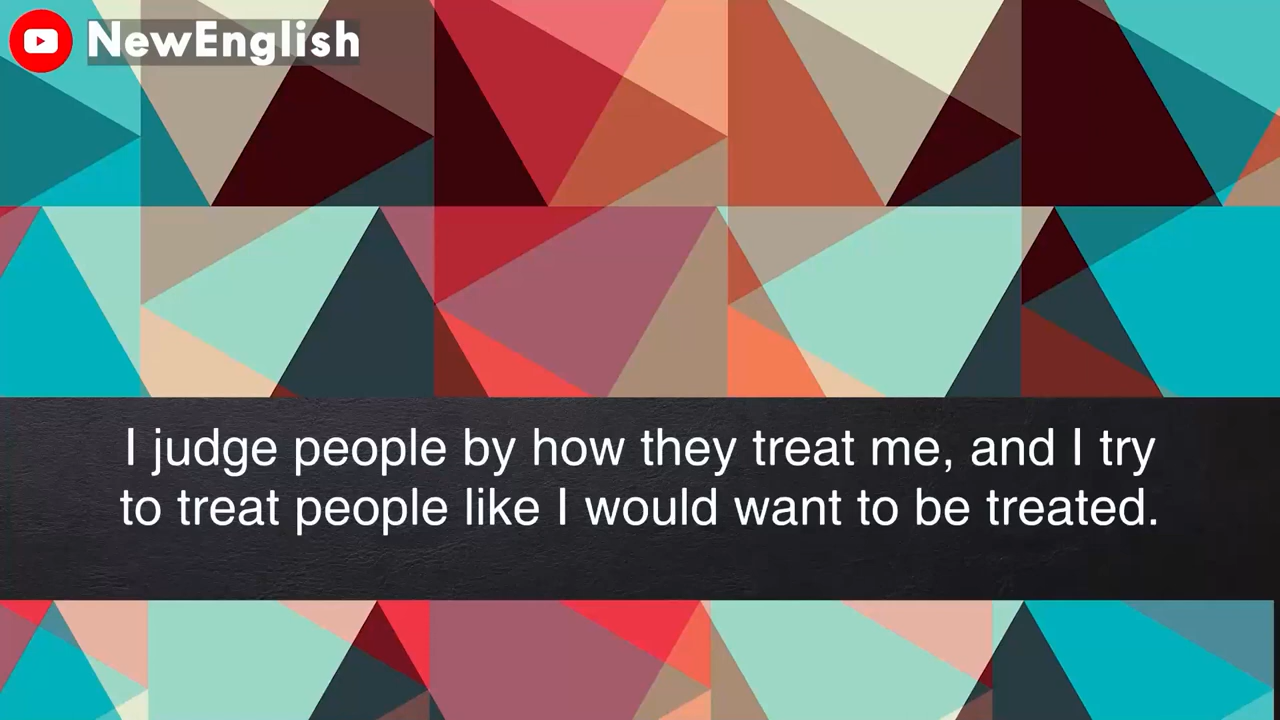 NewEnglish
I judge people by how they treat me, and I try
to treat people like I would want to be treated.